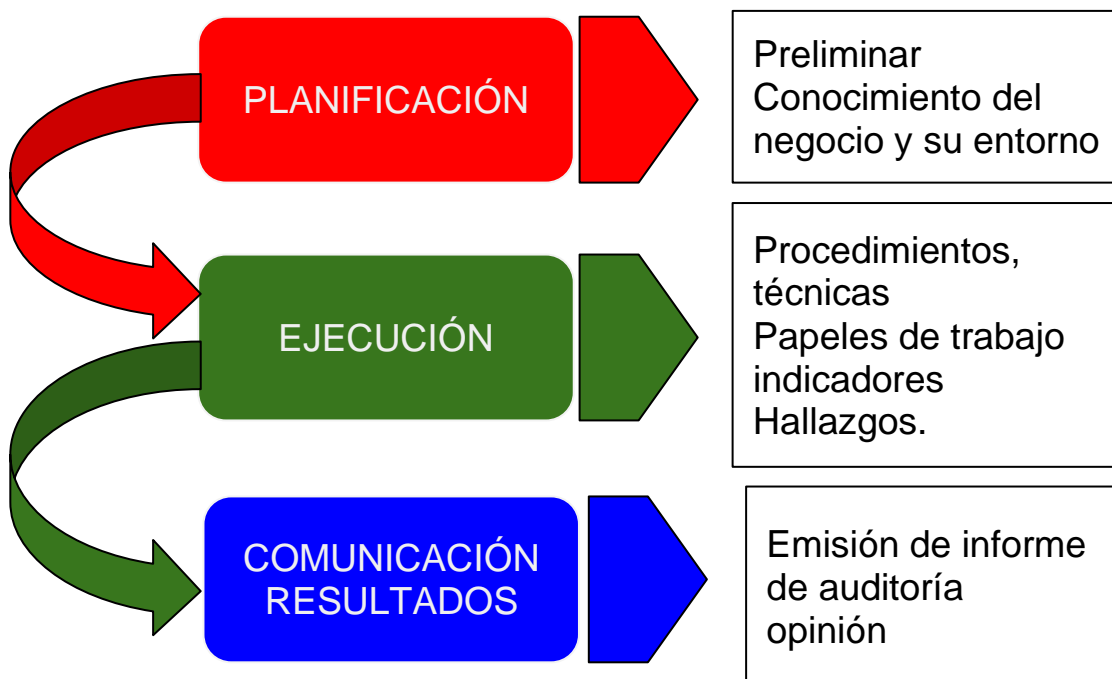 PLANIFICACIÓN
Preliminar
Conocimiento del
negocio y su entorno
EJECUCIÓN
Procedimientos,
técnicas
Papeles de trabajo
indicadores
Hallazgos.
COMUNICACIÓN
RESULTADOS
Emisión de informe
de auditoría
opinión